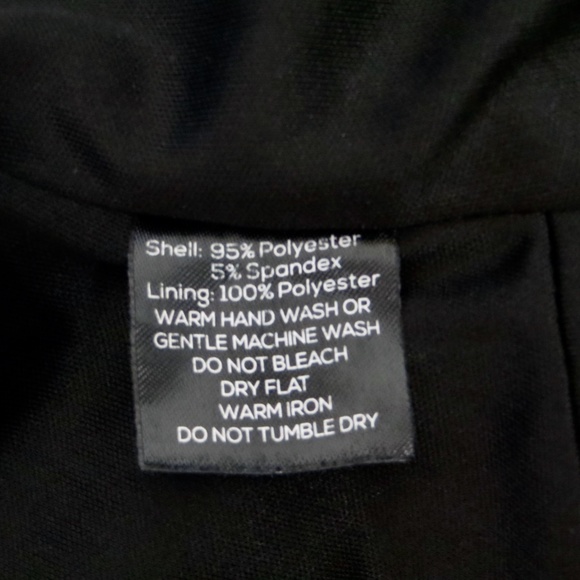 Shell: 95% Polyester
5% Spandex
Lining: 100% Polyester
WARM HAND WASH OR
GENTLE MACHINE WASH
DO NOT BLEACH
DRY FLAT
WARM IRON
DO NOT TUMBLE DRY